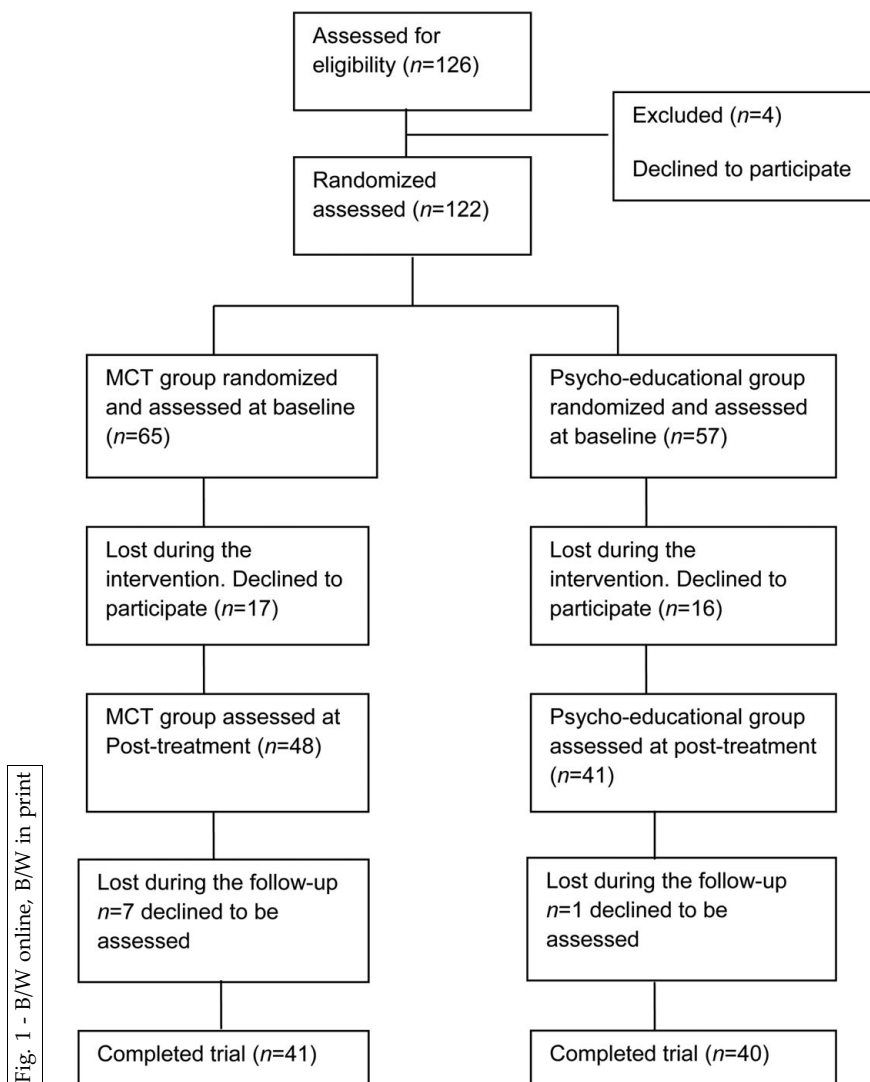 Assessed for
eligibility (n=126)
Excluded (n=4)
Declined to participate
Randomized
assessed (n=122)
MCT group randomized
and assessed at baseline
(n=65)
Psycho-educational group
randomized and assessed
at baseline (n=57)
Lost during the
intervention. Declined to
participate (n=17)
Lost during the
intervention. Declined to
participate (n=16)
MCT group assessed at
Post-treatment (n=48)
Psycho-educational group
assessed at post-treatment
(n=41)
Lost during the follow-up
n=7 declined to be
assessed
Lost during the follow-up
n=1 declined to be
assessed
Completed trial (n=41)
Completed trial (n=40)
Fig. 1 - B/W online, B/W in print